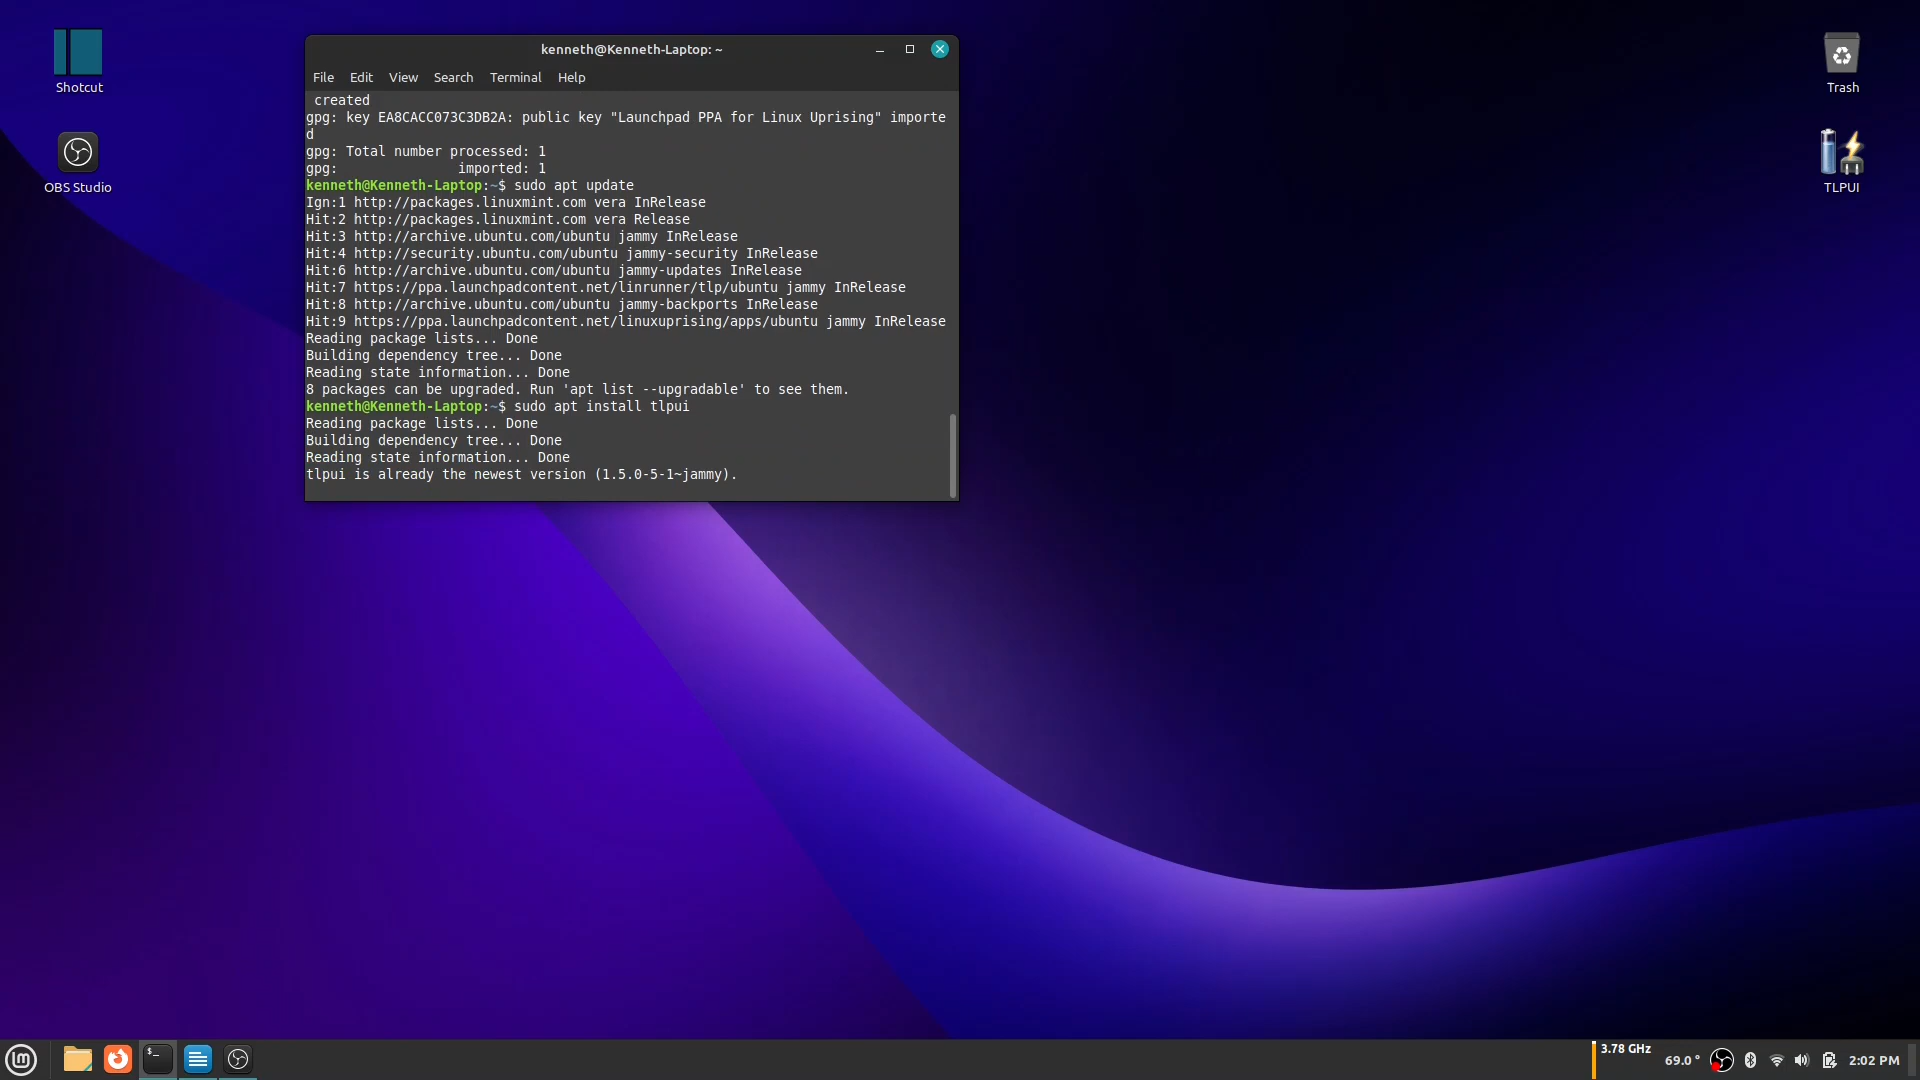 Shotcut
OBS Studio
kenneth@Kenneth-Laptop: ~
File Edit View Search Terminal Help
 created
gpg: key EA8CACC073C3DB2A: public key "Launchpad PPA for Linux Uprising" importe
d
gpg: Total number processed: 1
gpg:               imported: 1
kenneth@Kenneth-Laptop:~$ sudo apt update
Ign:1 http://packages.linuxmint.com vera InRelease
Hit:2 http://packages.linuxmint.com vera Release
Hit:3 http://archive.ubuntu.com/ubuntu jammy InRelease
Hit:4 http://security.ubuntu.com/ubuntu jammy-security InRelease
Hit:6 http://archive.ubuntu.com/ubuntu jammy-updates InRelease
Hit:7 https://ppa.launchpadcontent.net/linrunner/tlp/ubuntu jammy InRelease
Hit:8 http://archive.ubuntu.com/ubuntu jammy-backports InRelease
Hit:9 https://ppa.launchpadcontent.net/linuxuprising/apps/ubuntu jammy InRelease
Reading package lists... Done
Building dependency tree... Done
Reading state information... Done
8 packages can be upgraded. Run 'apt list --upgradable' to see them.
kenneth@Kenneth-Laptop:~$ sudo apt install tlpui
Reading package lists... Done
Building dependency tree... Done
Reading state information... Done
tlpui is already the newest version (1.5.0-5-1~jammy).
Trash
TLPUI
3.78 GHz
69.0 °
2:02 PM